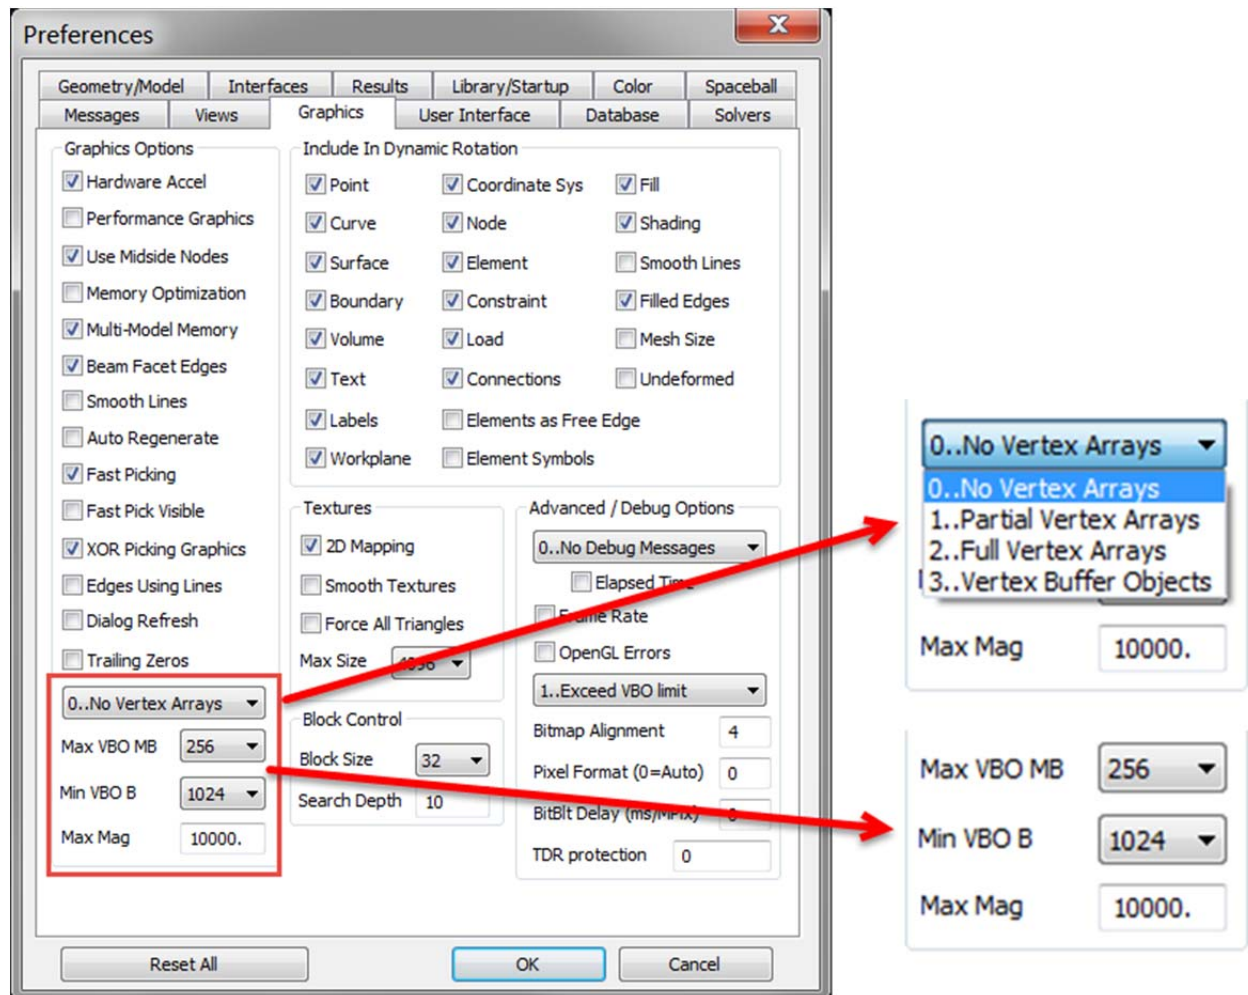 Preferences
X
Geometry/Model Interfaces Results Library/Startup Color Spaceball
Messages Views Graphics User Interface Database Solvers
Graphics Options
Hardware Accel
Performance Graphics
Use Midside Nodes
Memory Optimization
Multi-Model Memory
Beam Facet Edges
Smooth Lines
Auto Regenerate
Fast Picking
Fast Pick Visible
XOR Picking Graphics
Edges Using Lines
Dialog Refresh
Trailing Zeros
0..No Vertex Arrays
Max VBO MB 256
Min VBO B 1024
Max Mag 10000.
Include In Dynamic Rotation
Point Coordinate Sys Fill
Curve Node Shading
Surface Element Smooth Lines
Boundary Constraint Filled Edges
Volume Load Mesh Size
Text Connections Undeformed
Labels Elements as Free Edge
Workplane Element Symbols
Textures
2D Mapping
Smooth Textures
Force All Triangles
Max Size 4096
Block Control
Block Size 32
Search Depth 10
Advanced / Debug Options
0..No Debug Messages
Elapsed Time
Frame Rate
OpenGL Errors
1..Exceed VBO limit
Bitmap Alignment 4
Pixel Format (0=Auto) 0
BitBlt Delay (ms/MPix) 0
TDR protection 0
Reset All OK Cancel
0..No Vertex Arrays
0..No Vertex Arrays
1..Partial Vertex Arrays
2..Full Vertex Arrays
3..Vertex Buffer Objects
Max Mag 10000.
Max VBO MB 256
Min VBO B 1024
Max Mag 10000.